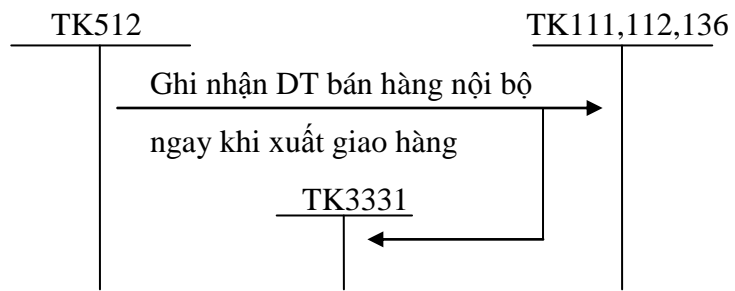 TK512
TK111,112,136
Ghi nhận DT bán hàng nội bộ
ngay khi xuất giao hàng
TK3331